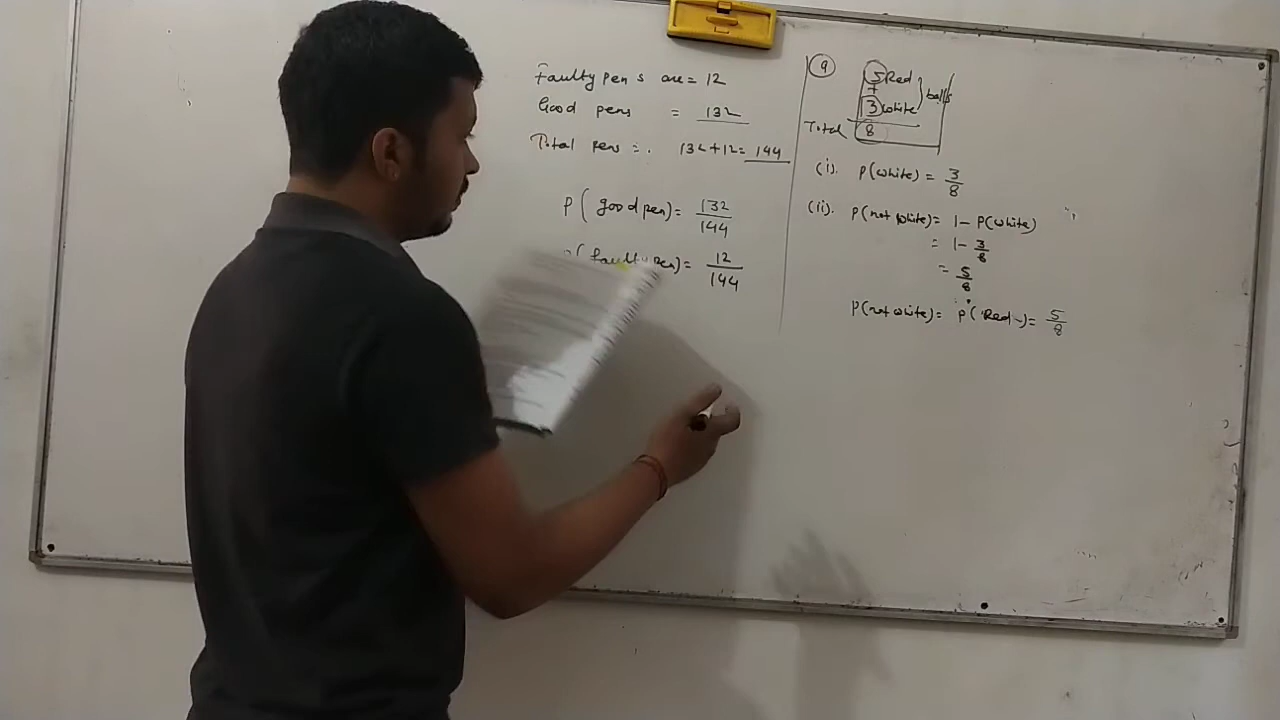 Faulty pens are = 12
Good pens = 132
Total pens = 132+12= 144
P( good pen)= 132/144
P( faulty pen)= 12/144
9
5 Red
+
3 white } balls
Total 8
(i). P(white) = 3/8
(ii). P(not white)= 1- P(white)
= 1- 3/8
= 5/8
P(not white)= P(Red)= 5/8